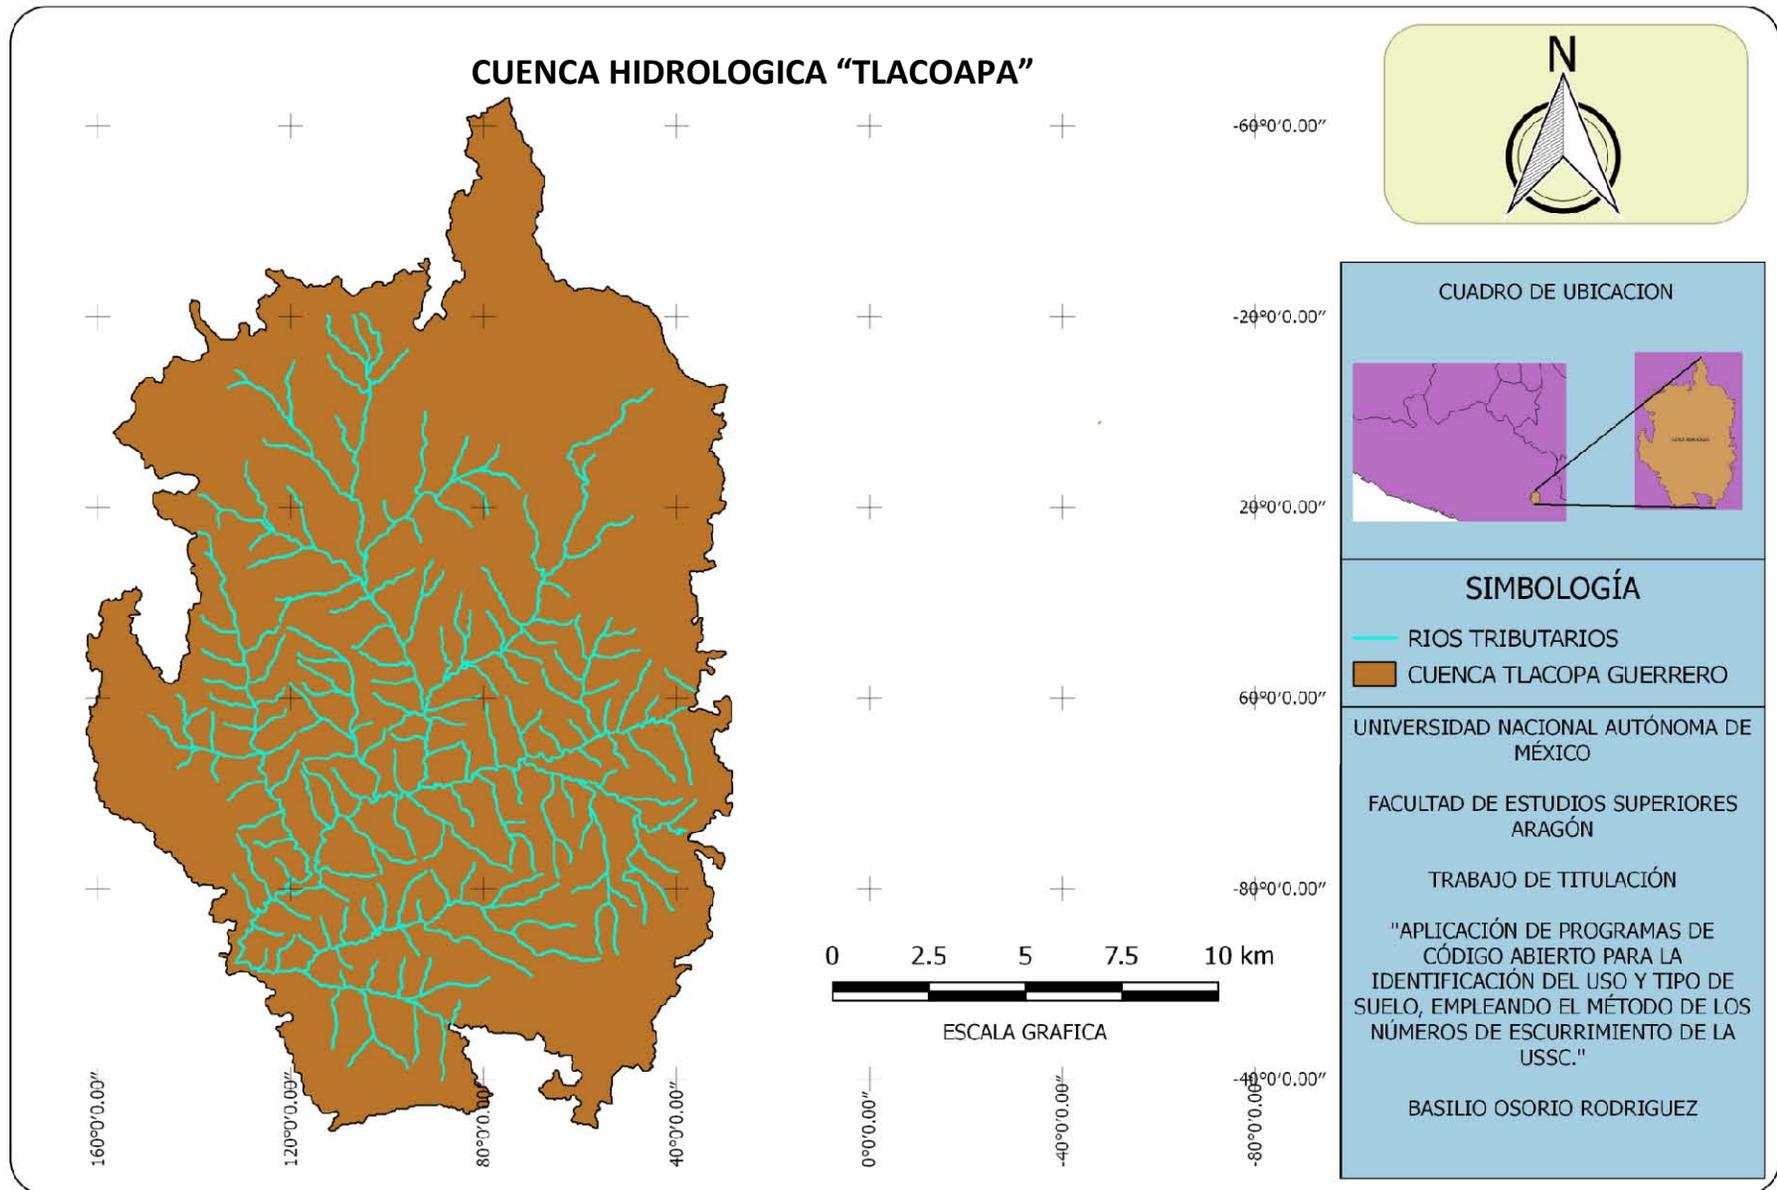 CUENCA HIDROLOGICA “TLACOAPA”
N
-60°0'0.00″
-20°0'0.00″
20°0'0.00″
60°0'0.00″
-80°0'0.00″
-40°0'0.00″
160°0'0.00″
120°0'0.00″
80°0'0.00″
40°0'0.00″
0°0'0.00″
-40°0'0.00″
-80°0'0.00″
0 2.5 5 7.5 10 km
ESCALA GRAFICA
CUADRO DE UBICACION
SIMBOLOGÍA
RIOS TRIBUTARIOS
CUENCA TLACOPA GUERRERO
UNIVERSIDAD NACIONAL AUTÓNOMA DE
MÉXICO
FACULTAD DE ESTUDIOS SUPERIORES
ARAGÓN
TRABAJO DE TITULACIÓN
"APLICACIÓN DE PROGRAMAS DE
CÓDIGO ABIERTO PARA LA
IDENTIFICACIÓN DEL USO Y TIPO DE
SUELO, EMPLEANDO EL MÉTODO DE LOS
NÚMEROS DE ESCURRIMIENTO DE LA
USSC."
BASILIO OSORIO RODRIGUEZ